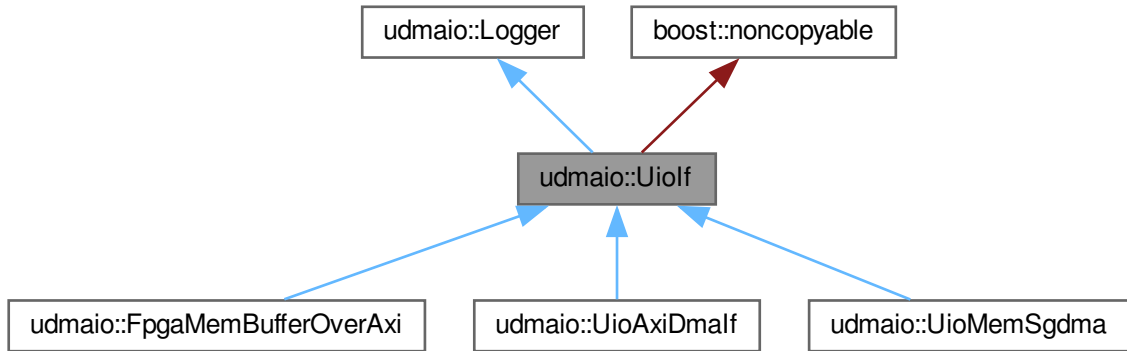 udmaio::Logger
boost::noncopyable
udmaio::UioIf
udmaio::FpgaMemBufferOverAxi
udmaio::UioAxiDmaIf
udmaio::UioMemSgdma